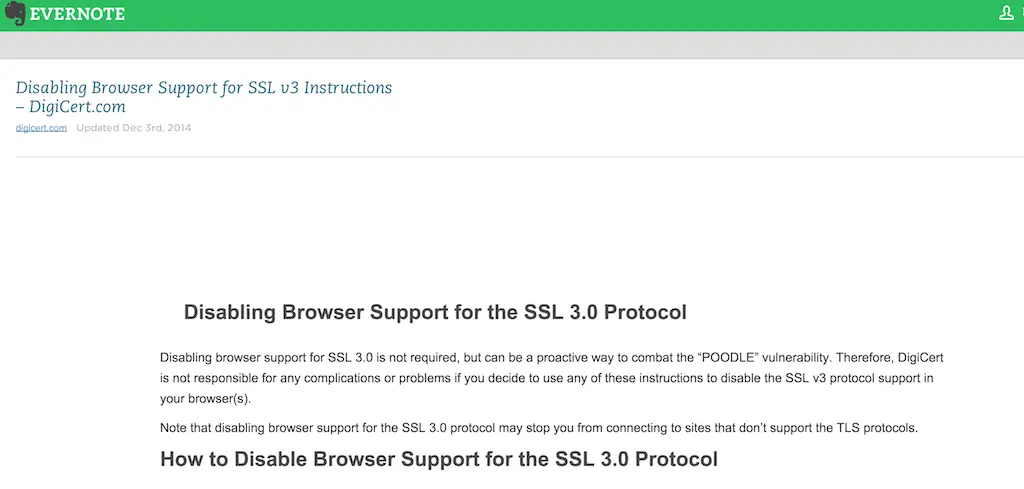 EVERNOTE
Disabling Browser Support for SSL v3 Instructions
– DigiCert.com
digicert.com Updated Dec 3rd, 2014
Disabling Browser Support for the SSL 3.0 Protocol
Disabling browser support for SSL 3.0 is not required, but can be a proactive way to combat the “POODLE” vulnerability. Therefore, DigiCert
is not responsible for any complications or problems if you decide to use any of these instructions to disable the SSL v3 protocol support in
your browser(s).
Note that disabling browser support for the SSL 3.0 protocol may stop you from connecting to sites that don’t support the TLS protocols.
How to Disable Browser Support for the SSL 3.0 Protocol